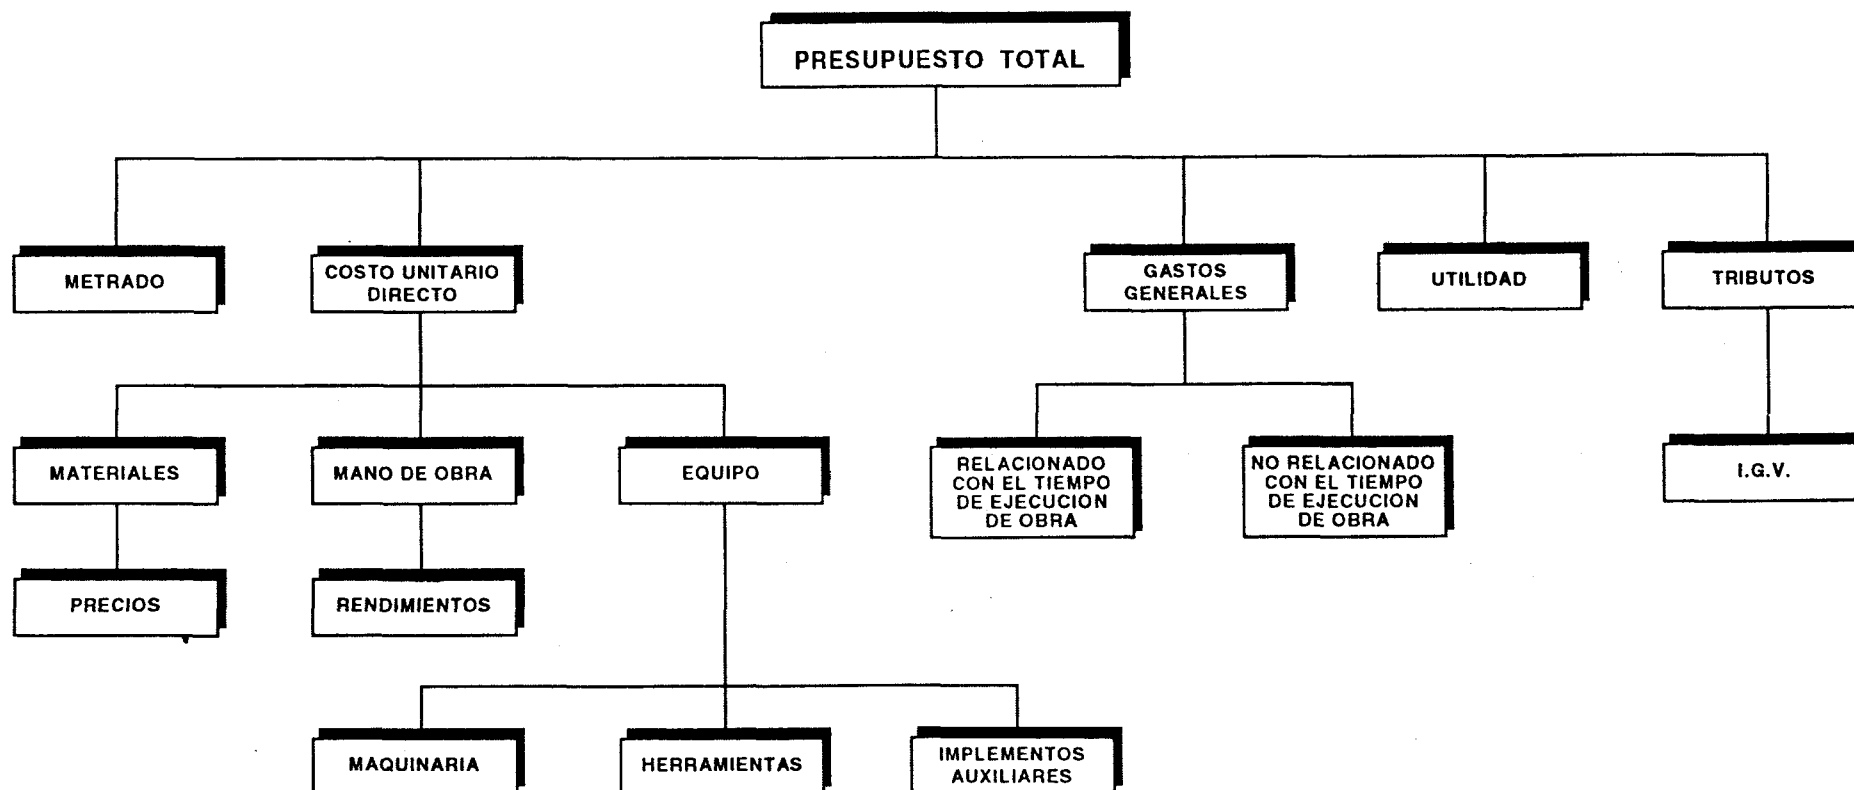 PRESUPUESTO TOTAL
METRADO
COSTO UNITARIO
DIRECTO
GASTOS
GENERALES
UTILIDAD
TRIBUTOS
MATERIALES
MANO DE OBRA
EQUIPO
RELACIONADO
CON EL TIEMPO
DE EJECUCION
DE OBRA
NO RELACIONADO
CON EL TIEMPO
DE EJECUCION
DE OBRA
I.G.V.
PRECIOS
RENDIMIENTOS
MAQUINARIA
HERRAMIENTAS
IMPLEMENTOS
AUXILIARES